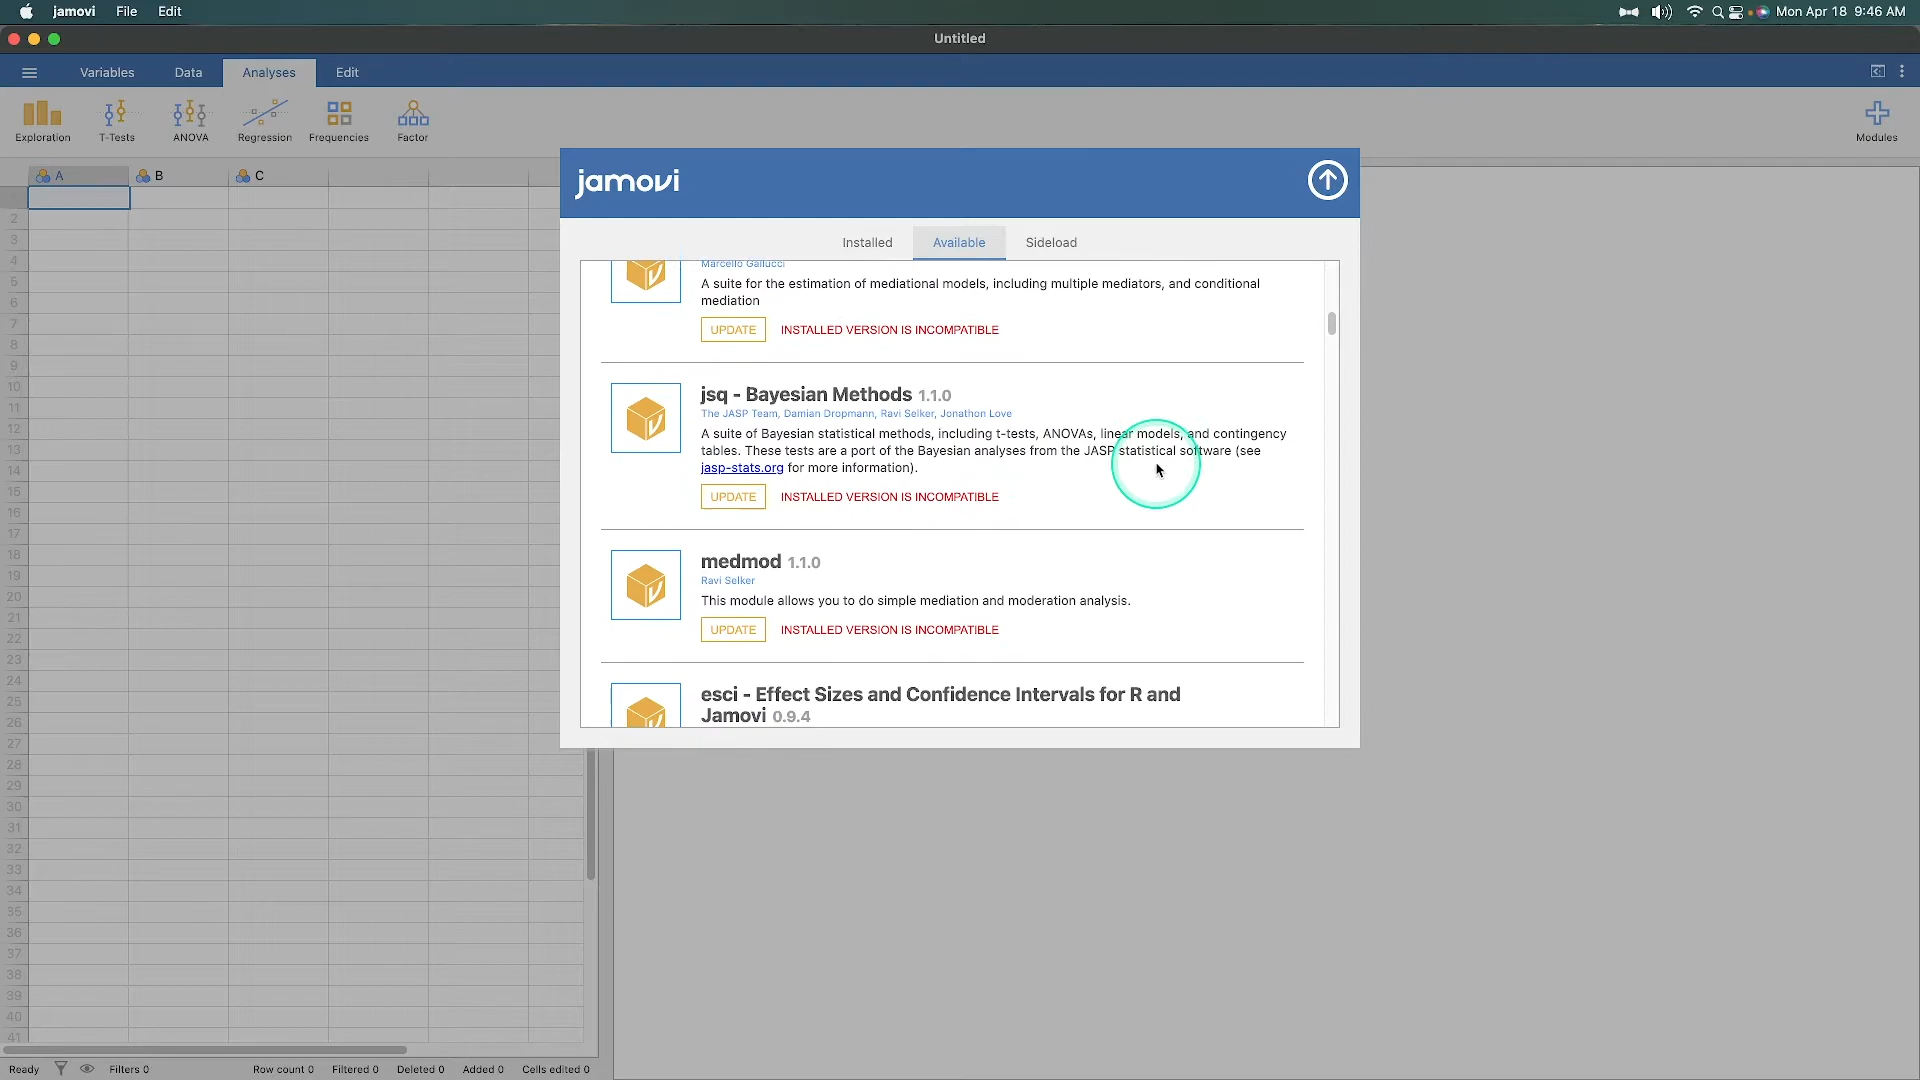 jamovi File Edit Mon Apr 18 9:46 AM
Untitled
Variables Data Analyses Edit
Exploration T-Tests ANOVA Regression Frequencies Factor Modules
jamovi
A B C
Installed Available Sideload
Marcello Gallucci
A suite for the estimation of mediational models, including multiple mediators, and conditional
mediation
UPDATE INSTALLED VERSION IS INCOMPATIBLE
jsq - Bayesian Methods 1.1.0
The JASP Team, Damian Dropmann, Ravi Selker, Jonathon Love
A suite of Bayesian statistical methods, including t-tests, ANOVAs, linear models, and contingency
tables. These tests are a part of the Bayesian analyses from the JASP statistical software (see
jasp-stats.org for more information).
UPDATE INSTALLED VERSION IS INCOMPATIBLE
medmod 1.1.0
Ravi Selker
This module allows you to do simple mediation and moderation analysis.
UPDATE INSTALLED VERSION IS INCOMPATIBLE
esci - Effect Sizes and Confidence Intervals for R and
Jamovi 0.9.4
2
3
4
5
6
7
8
9
10
11
12
13
14
15
16
17
18
19
20
21
22
23
24
25
26
27
28
29
30
31
32
33
34
35
36
37
38
39
40
41
Ready Filters 0 Row count 0 Filtered 0 Deleted 0 Added 0 Cells edited 0